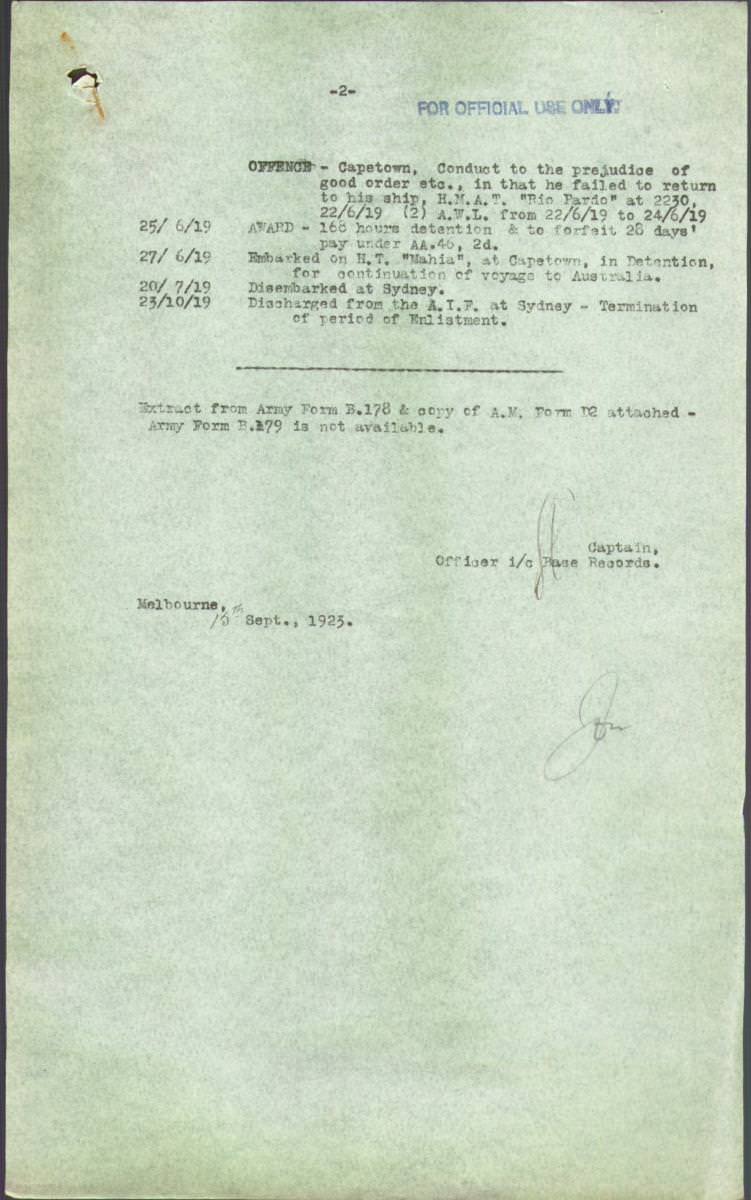 -2-
FOR OFFICIAL USE ONLY.
OFFENCE - Capetown, Conduct to the prejudice of
good order etc., in that he failed to return
to his ship, H.M.A.T. "Rio Pardo" at 2230,
22/6/19 (2) A.W.L. from 22/6/19 to 24/6/19
25/ 6/19 AWARD - 168 hours detention & to forfeit 28 days'
pay under AA.46, 2d.
27/ 6/19 Embarked on H.T. "Mahia", at Capetown, in Detention,
for continuation of voyage to Australia.
20/ 7/19 Disembarked at Sydney.
23/10/19 Discharged from the A.I.F. at Sydney - Termination
of period of Enlistment.
Extract from Army Form B.178 & copy of A.M. Form D2 attached -
Army Form B.179 is not available.
Captain,
Officer i/c Base Records.
Melbourne,
15th Sept., 1923.